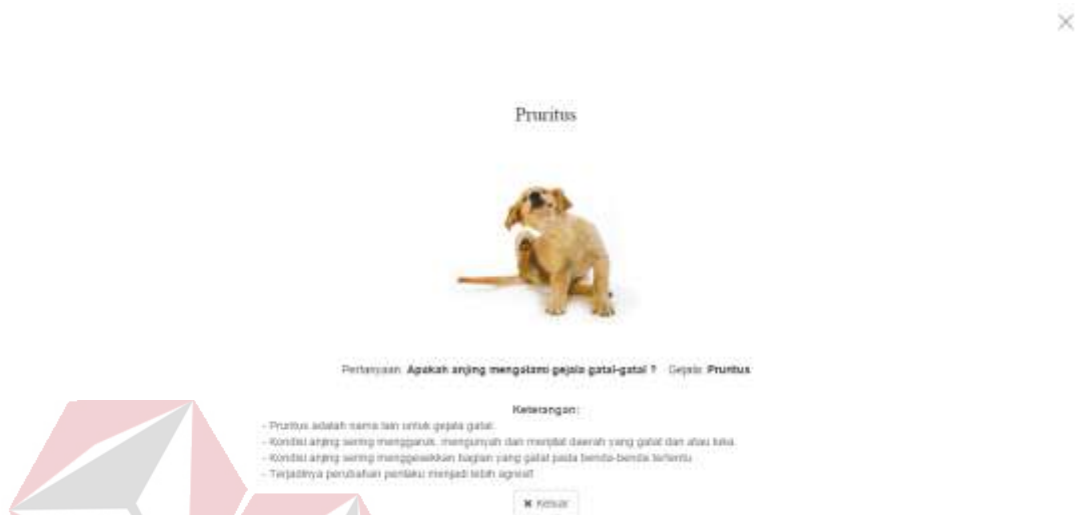 Pruritus
Pertanyaan: Apakah anjing mengalami gejala gatal-gatal ? Gejala: Pruritus
Keterangan:
- Pruritus adalah nama lain untuk gejala gatal.
- Kondisi anjing sering menggaruk, mengunyah dan menjilat daerah yang gatal dan atau luka.
- Kondisi anjing sering menggesekkan bagian yang gatal pada benda-benda tertentu
- Terjadinya perubahan perilaku menjadi lebih agresif
✖ Keluar